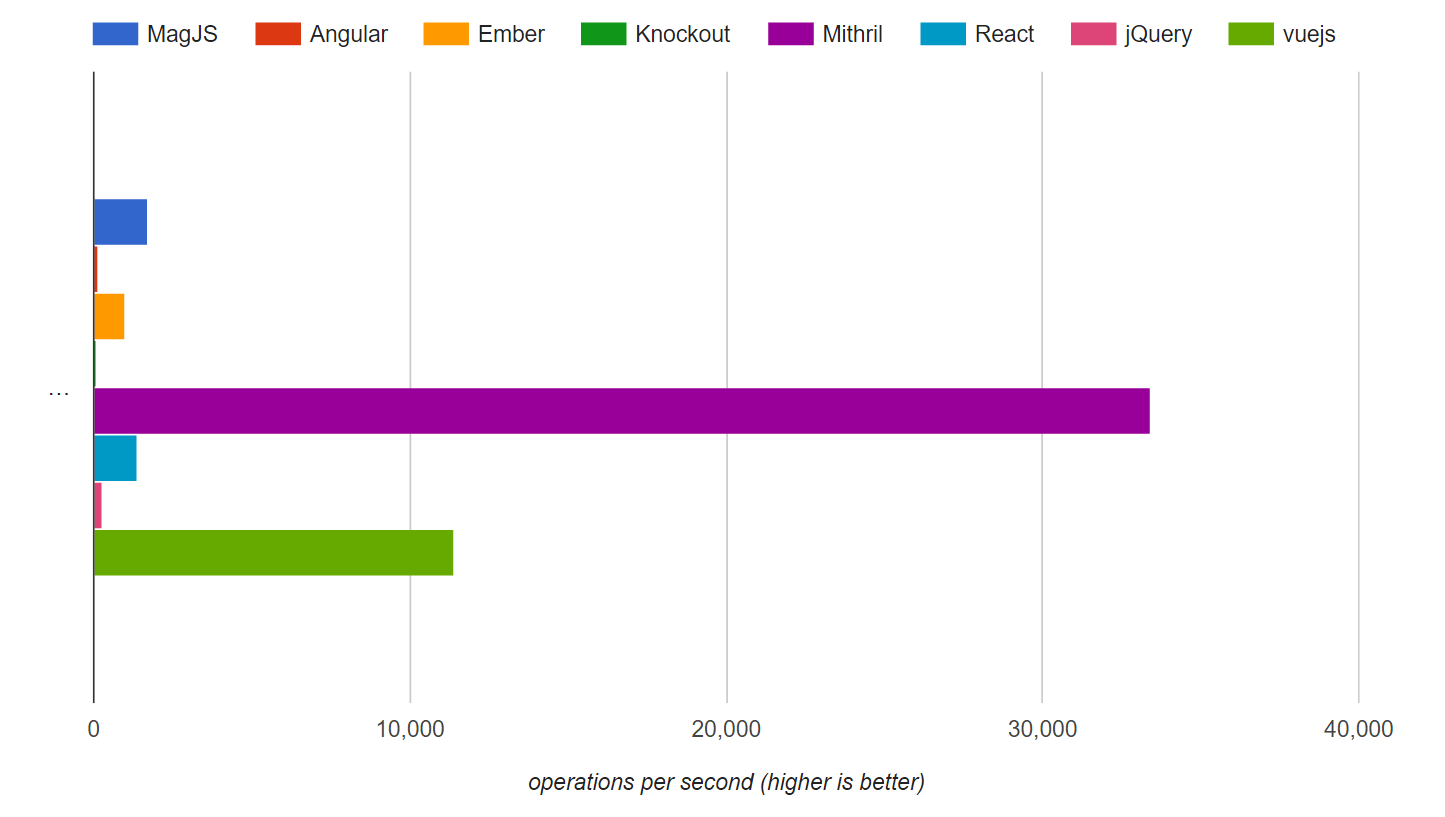 MagJS Angular Ember Knockout Mithril React jQuery vuejs
...
0 10,000 20,000 30,000 40,000
operations per second (higher is better)